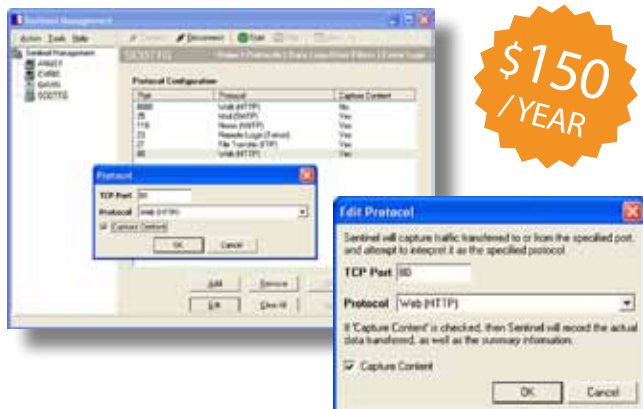 Sentinel Management
Action Tools Help
Disconnect
Start
Sentinel Management
SCOTTG
SCOTTG
Protocol Configuration
Port Protocol Capture Content
8080 Web (HTTP) No
25 Mail (SMTP) Yes
119 News (NNTP) Yes
23 Remote Login (Telnet) Yes
21 File Transfer (FTP) Yes
80 Web (HTTP) Yes
Protocol
TCP Port 80
Protocol Web (HTTP)
Capture Content
OK Cancel
Add Remove
Edit Clear All
$150
/ YEAR
Edit Protocol
Sentinel will capture traffic transferred to or from the specified port,
and attempt to interpret it as the specified protocol.
TCP Port 80
Protocol Web (HTTP)
If 'Capture Content' is checked, then Sentinel will record the actual
data transferred, as well as the summary information.
Capture Content
OK Cancel